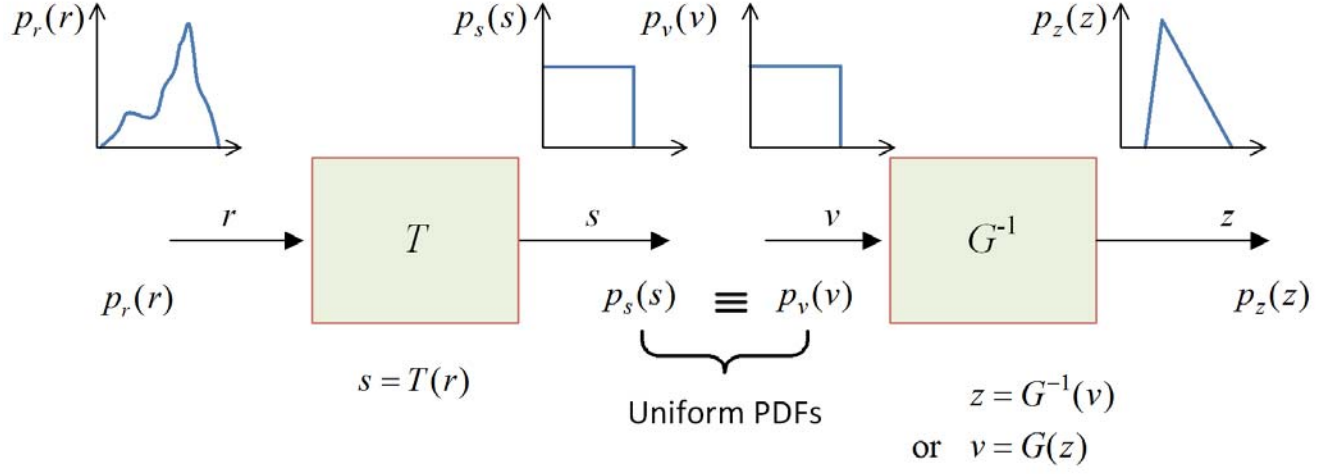 p_r(r)
p_s(s)
p_v(v)
p_z(z)
r
T
s
v
G⁻¹
z
p_r(r)
p_s(s) ≡ p_v(v)
p_z(z)
s = T(r)
Uniform PDFs
z = G⁻¹(v)
or v = G(z)